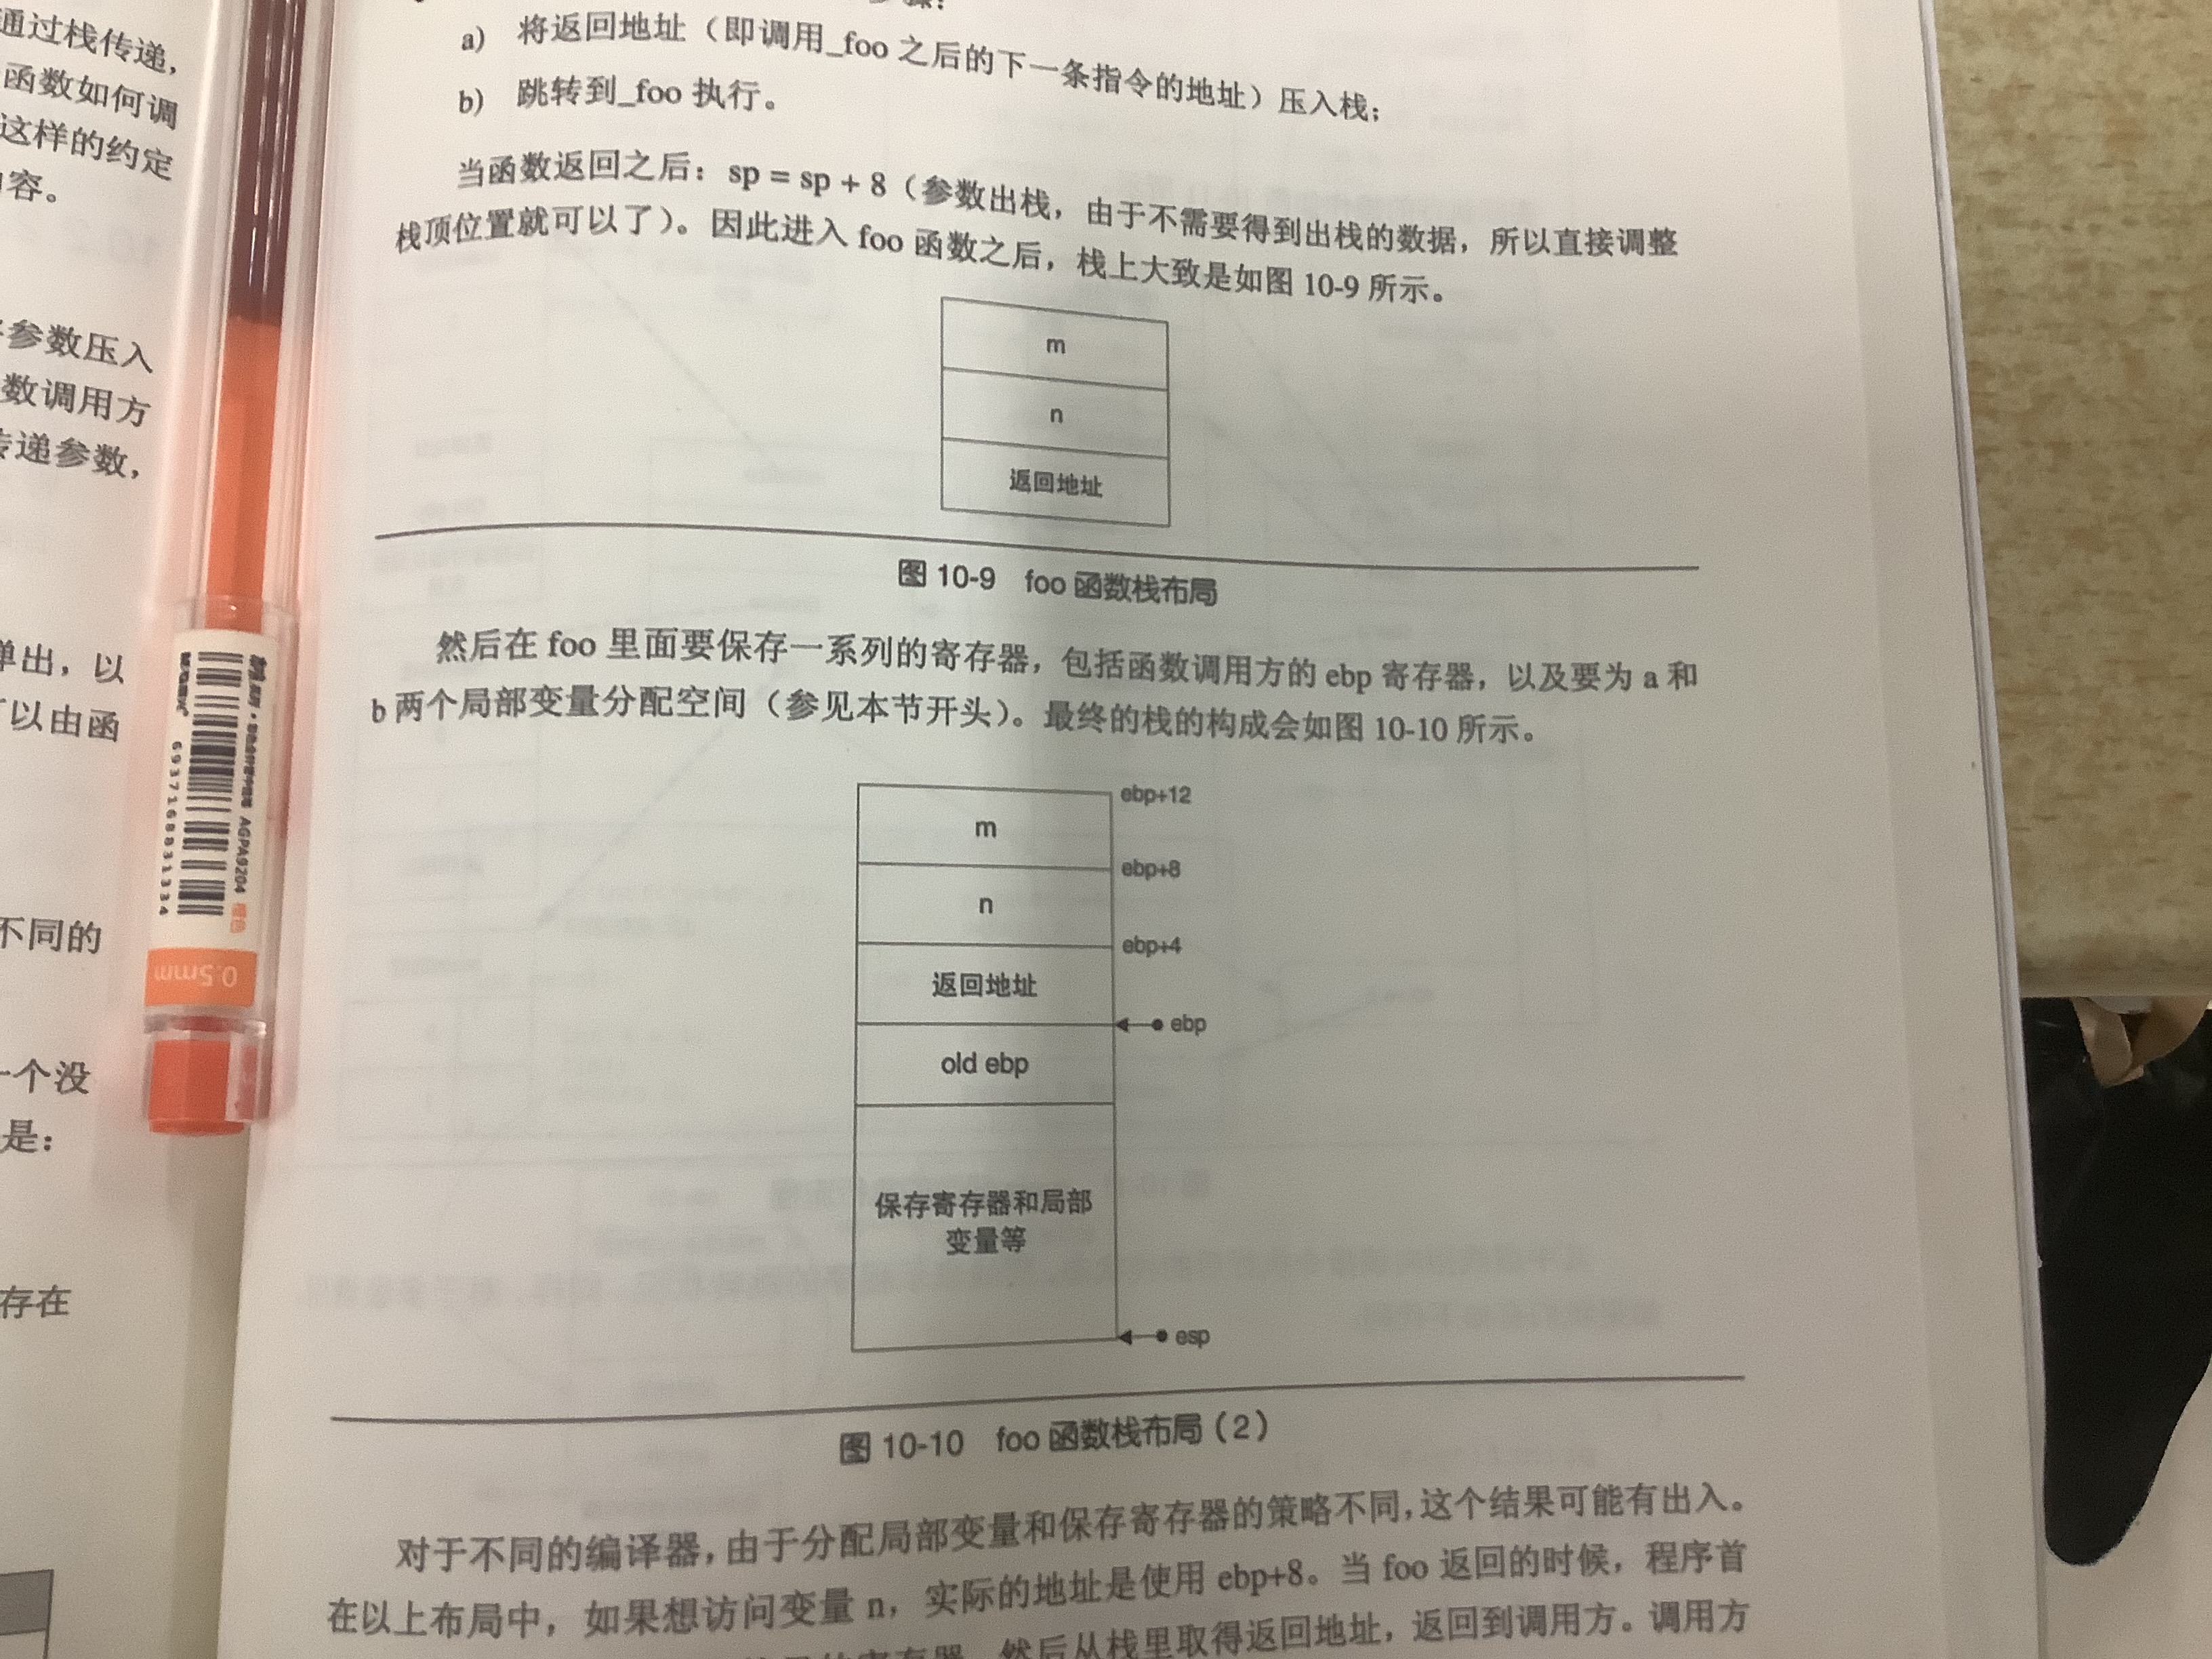 通过栈传递，
函数如何调
这样的约定
容。
参数压入
数调用方
传递参数，
弹出，以
可以由函
不同的
一个没
是：
存在
AGPA9204
6937168831334
0.5mm
a) 将返回地址（即调用_foo 之后的下一条指令的地址）压入栈；
b) 跳转到_foo 执行。
当函数返回之后：sp = sp + 8（参数出栈，由于不需要得到出栈的数据，所以直接调整
栈顶位置就可以了）。因此进入 foo 函数之后，栈上大致是如图 10-9 所示。
m
n
返回地址
图 10-9 foo 函数栈布局
然后在 foo 里面要保存一系列的寄存器，包括函数调用方的 ebp 寄存器，以及要为 a 和
b 两个局部变量分配空间（参见本节开头）。最终的栈的构成会如图 10-10 所示。
ebp+12
m
ebp+8
n
ebp+4
返回地址
ebp
old ebp
保存寄存器和局部
变量等
esp
图 10-10 foo 函数栈布局（2）
对于不同的编译器，由于分配局部变量和保存寄存器的策略不同，这个结果可能有出入。
在以上布局中，如果想访问变量 n，实际的地址是使用 ebp+8。当 foo 返回的时候，程序首
的寄存器，然后从栈里取得返回地址，返回到调用方。调用方